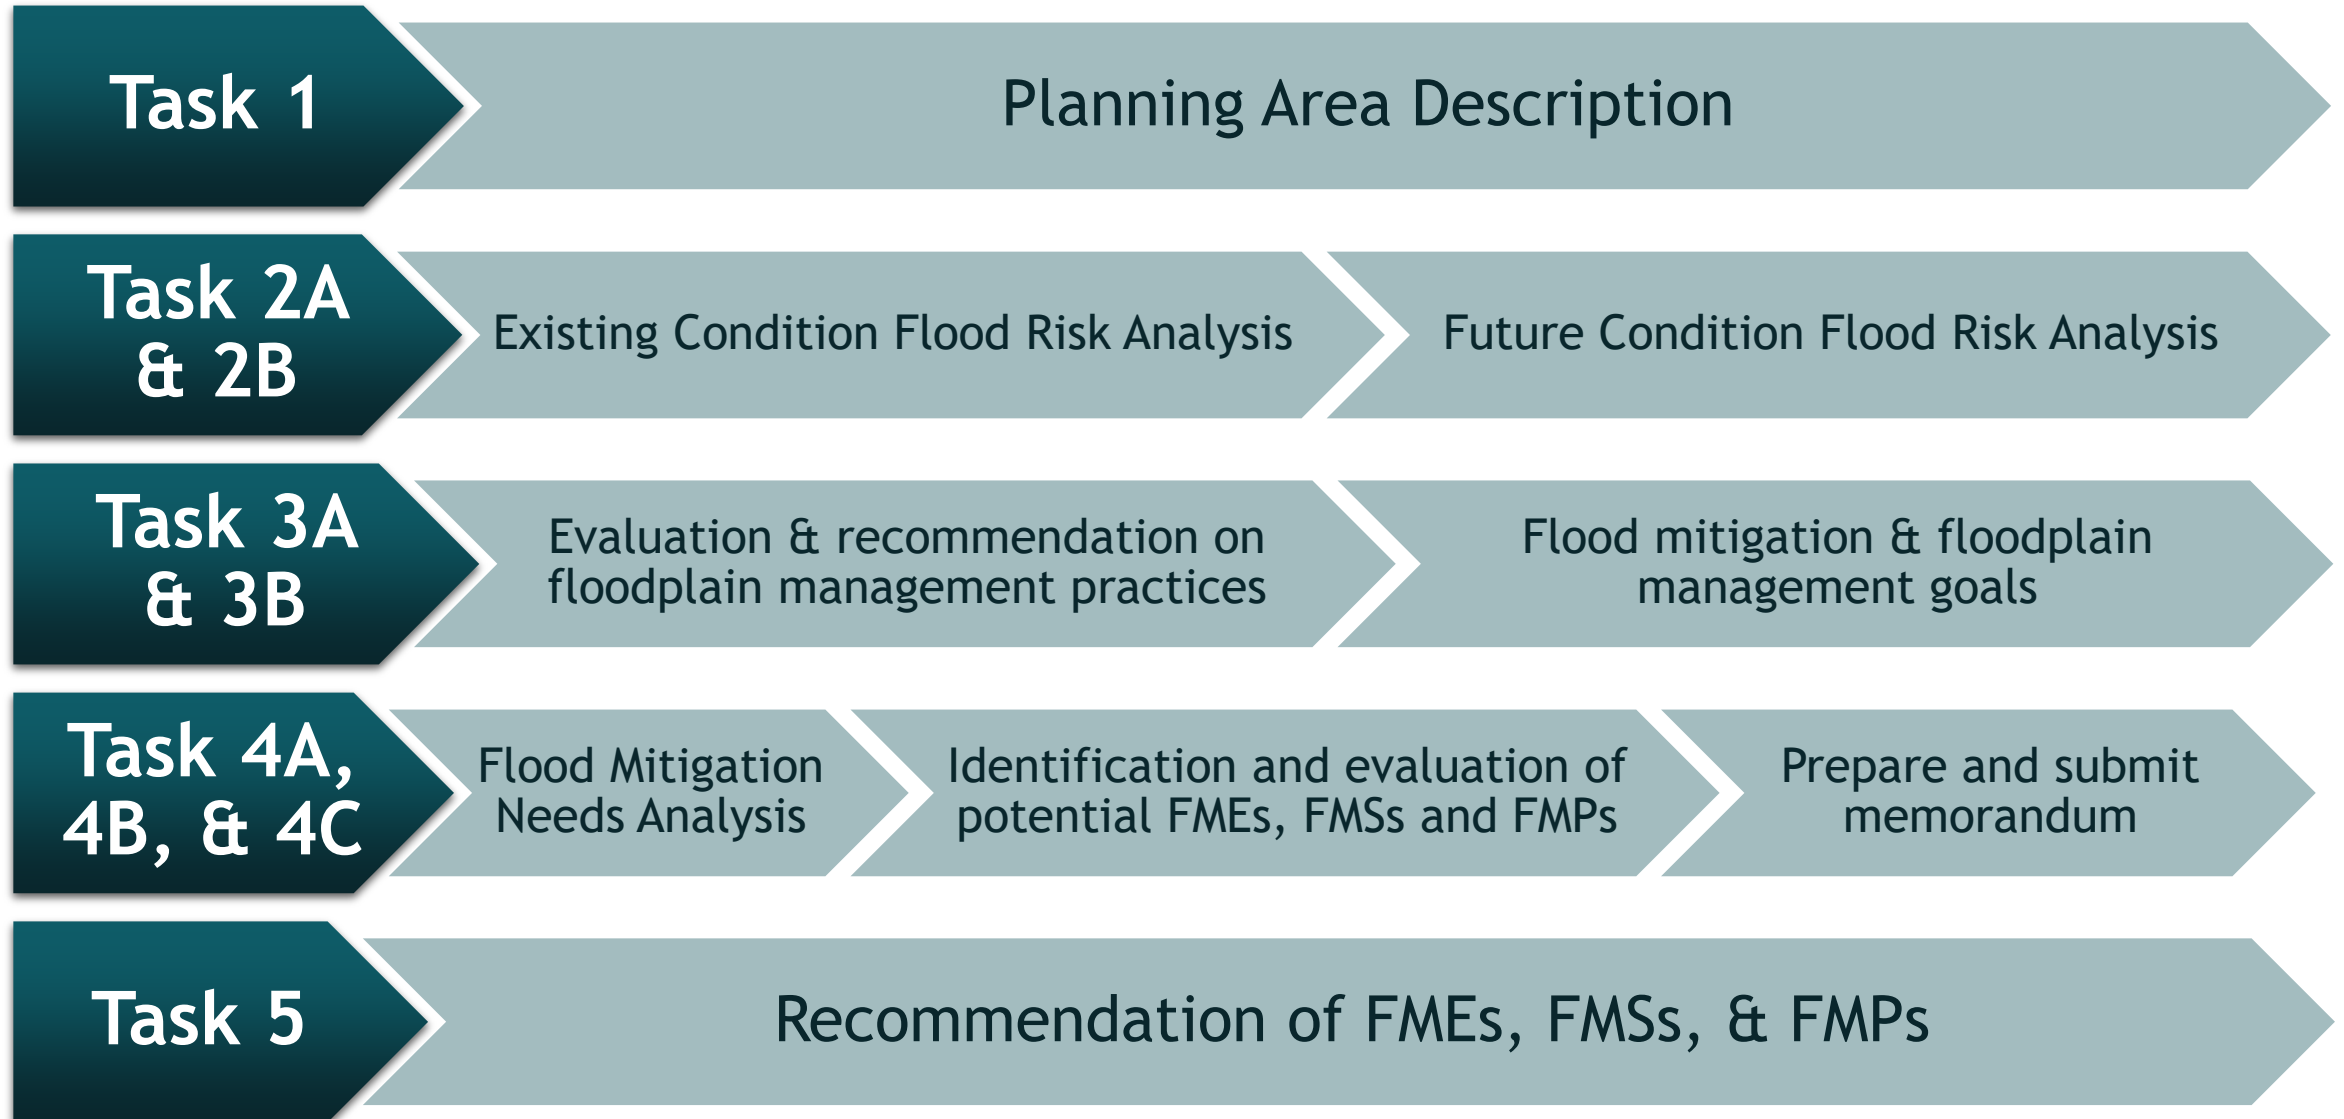 Task 1
Planning Area Description
Task 2A
& 2B
Existing Condition Flood Risk Analysis
Future Condition Flood Risk Analysis
Task 3A
& 3B
Evaluation & recommendation on
floodplain management practices
Flood mitigation & floodplain
management goals
Task 4A,
4B, & 4C
Flood Mitigation
Needs Analysis
Identification and evaluation of
potential FMEs, FMSs and FMPs
Prepare and submit
memorandum
Task 5
Recommendation of FMEs, FMSs, & FMPs